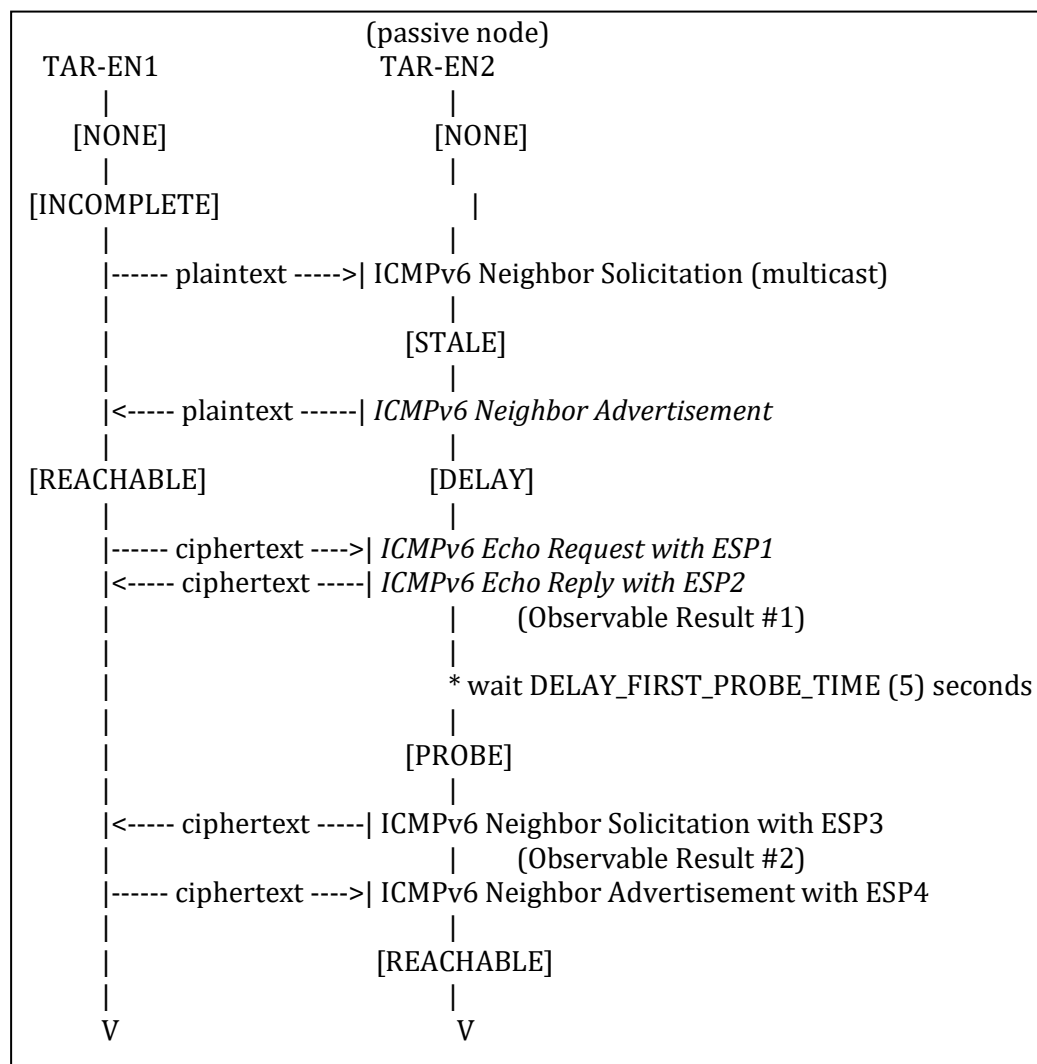 (passive node)
TAR-EN1 TAR-EN2
| |
[NONE] [NONE]
| |
[INCOMPLETE] |
| |
|------ plaintext ----->| ICMPv6 Neighbor Solicitation (multicast)
| |
| [STALE]
| |
|<----- plaintext ------| ICMPv6 Neighbor Advertisement
| |
[REACHABLE] [DELAY]
| |
|------ ciphertext ---->| ICMPv6 Echo Request with ESP1
|<----- ciphertext -----| ICMPv6 Echo Reply with ESP2
| | (Observable Result #1)
| |
| * wait DELAY_FIRST_PROBE_TIME (5) seconds
| |
| [PROBE]
| |
|<----- ciphertext -----| ICMPv6 Neighbor Solicitation with ESP3
| | (Observable Result #2)
|------ ciphertext ---->| ICMPv6 Neighbor Advertisement with ESP4
| |
| [REACHABLE]
| |
V V